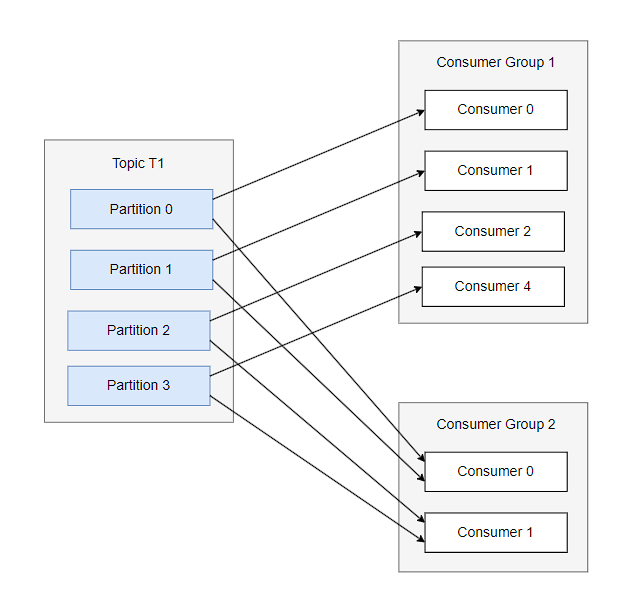 Topic T1
Partition 0
Partition 1
Partition 2
Partition 3
Consumer Group 1
Consumer 0
Consumer 1
Consumer 2
Consumer 4
Consumer Group 2
Consumer 0
Consumer 1